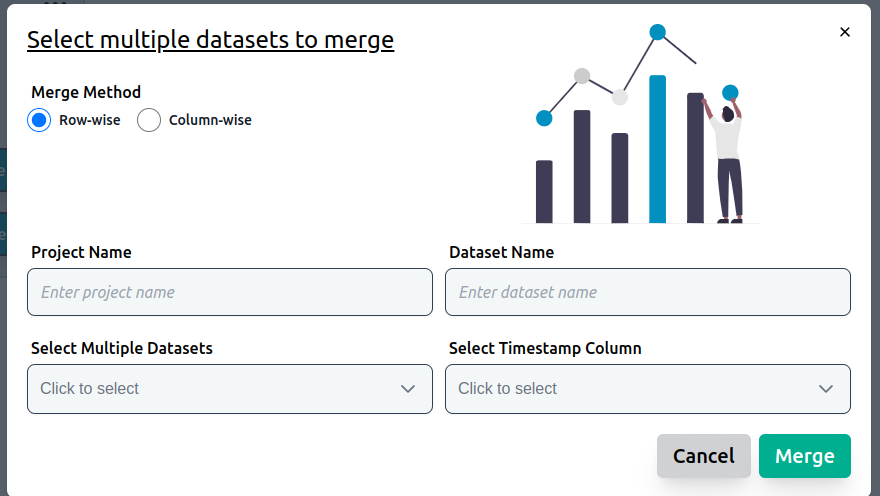 Select multiple datasets to merge
×
Merge Method
Row-wise Column-wise
Project Name Dataset Name
Enter project name Enter dataset name
Select Multiple Datasets Select Timestamp Column
Click to select Click to select
Cancel Merge